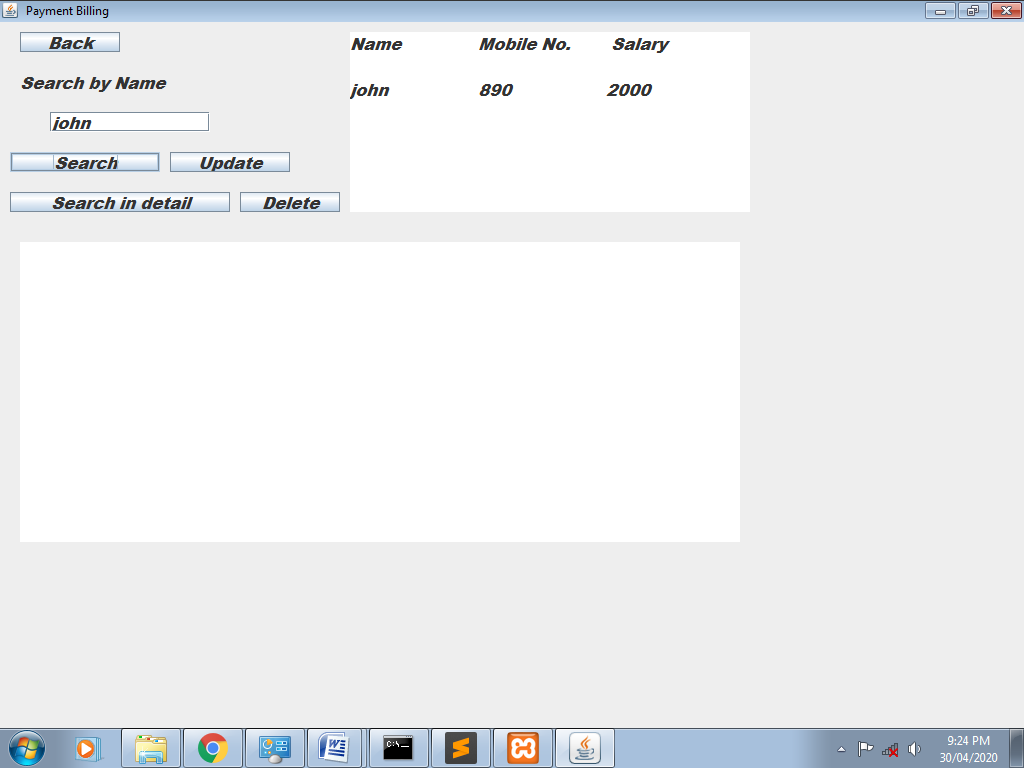 Payment Billing
Back
Search by Name
john
Search Update
Search in detail Delete
Name Mobile No. Salary
john 890 2000
C:\_
W
S
9:24 PM
30/04/2020